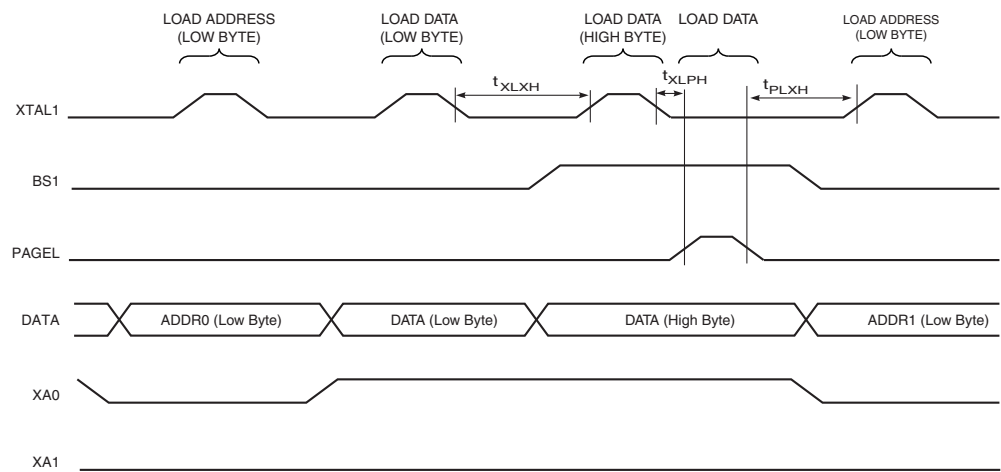 LOAD ADDRESS
(LOW BYTE)
LOAD DATA
(LOW BYTE)
LOAD DATA
(HIGH BYTE)
LOAD DATA
LOAD ADDRESS
(LOW BYTE)
tXLXH
tXLPH
tPLXH
XTAL1
BS1
PAGEL
DATA
ADDR0 (Low Byte)
DATA (Low Byte)
DATA (High Byte)
ADDR1 (Low Byte)
XA0
XA1